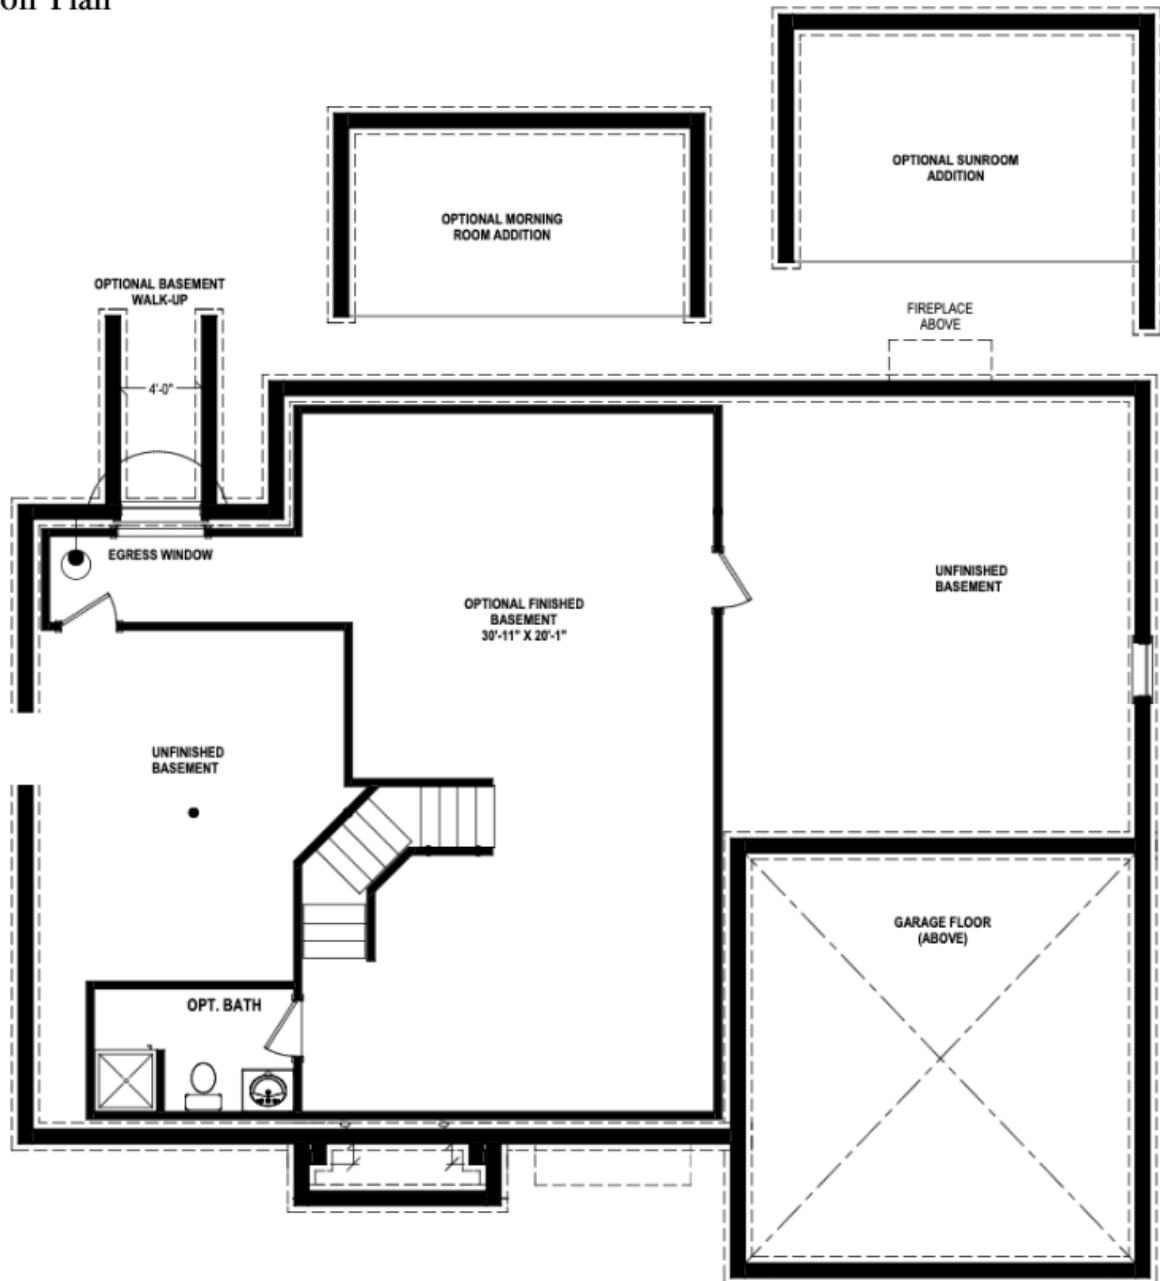 Plan
OPTIONAL SUNROOM
ADDITION
OPTIONAL MORNING
ROOM ADDITION
OPTIONAL BASEMENT
WALK-UP
FIREPLACE
ABOVE
4'-0"
EGRESS WINDOW
UNFINISHED
BASEMENT
OPTIONAL FINISHED
BASEMENT
30'-11" X 20'-1"
UNFINISHED
BASEMENT
GARAGE FLOOR
(ABOVE)
OPT. BATH